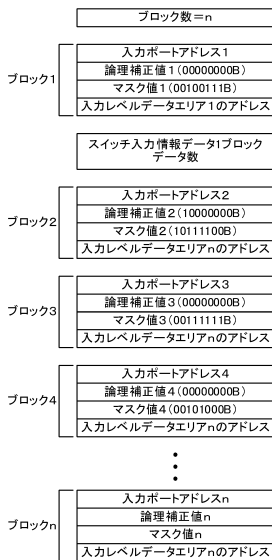 ブロック数=n
ブロック1
入力ポートアドレス1
論理補正値1(00000000B)
マスク値1(00100111B)
入力レベルデータエリア1のアドレス
スイッチ入力情報データ1ブロック
データ数
ブロック2
入力ポートアドレス2
論理補正値2(10000000B)
マスク値2(10111100B)
入力レベルデータエリアnのアドレス
ブロック3
入力ポートアドレス3
論理補正値3(00000000B)
マスク値3(00111111B)
入力レベルデータエリアnのアドレス
ブロック4
入力ポートアドレス4
論理補正値4(00000000B)
マスク値4(00101000B)
入力レベルデータエリアnのアドレス
ブロックn
入力ポートアドレスn
論理補正値n
マスク値n
入力レベルデータエリアnのアドレス